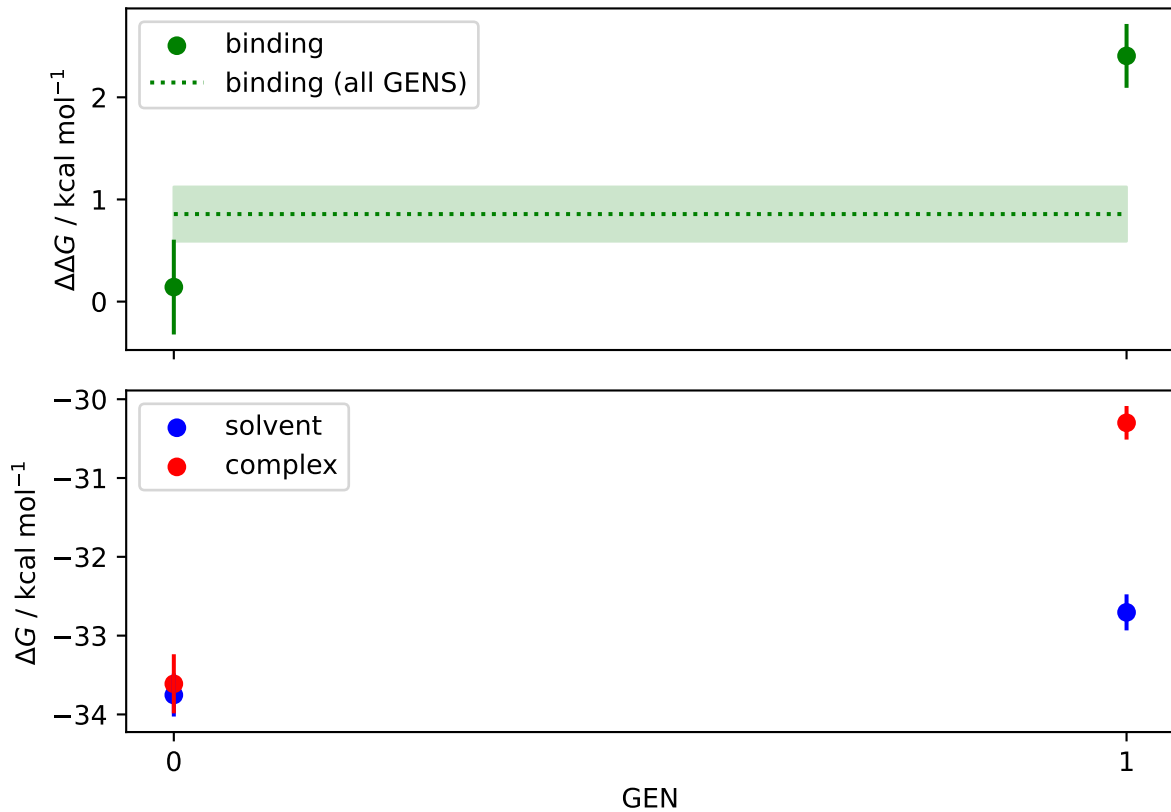 binding
binding (all GENS)
ΔΔG / kcal mol⁻¹
2
1
0
solvent
complex
ΔG / kcal mol⁻¹
−30
−31
−32
−33
−34
0
1
GEN